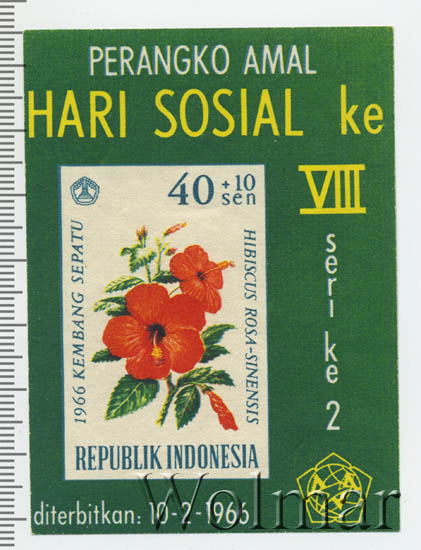 PERANGKO AMAL
HARI SOSIAL ke
VIII
seri ke 2
40 +10 sen
1966 KEMBANG SEPATU
HIBISCUS ROSA-SINENSIS
REPUBLIK INDONESIA
diterbitkan: 10-2-1966
Wolmar